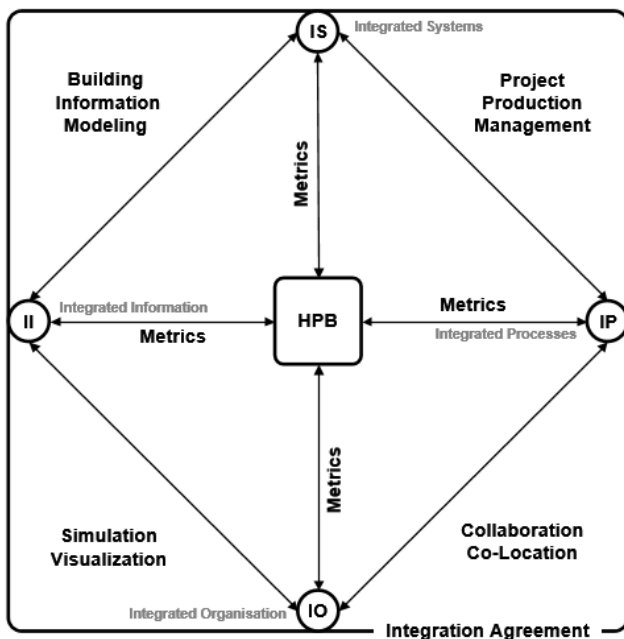 IS
Integrated Systems
Building
Information
Modeling
Project
Production
Management
Metrics
II
Integrated Information
Metrics
HPB
Metrics
Integrated Processes
IP
Metrics
Simulation
Visualization
Collaboration
Co-Location
Integrated Organisation
IO
Integration Agreement